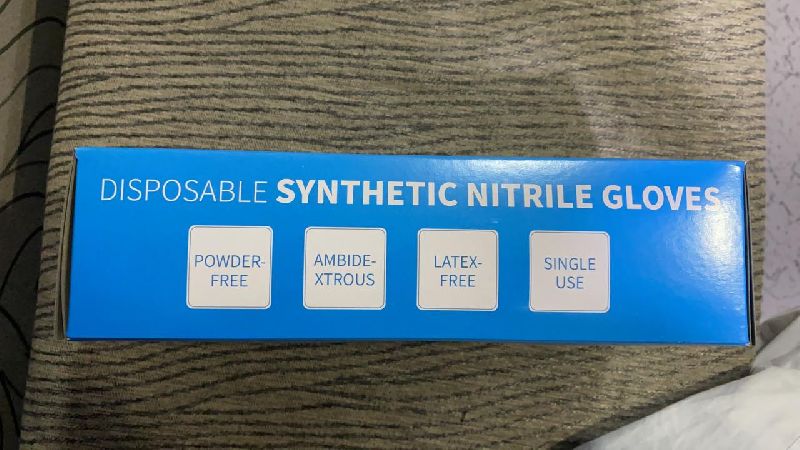 DISPOSABLE SYNTHETIC NITRILE GLOVES
POWDER-
FREE
AMBIDE-
XTROUS
LATEX-
FREE
SINGLE
USE